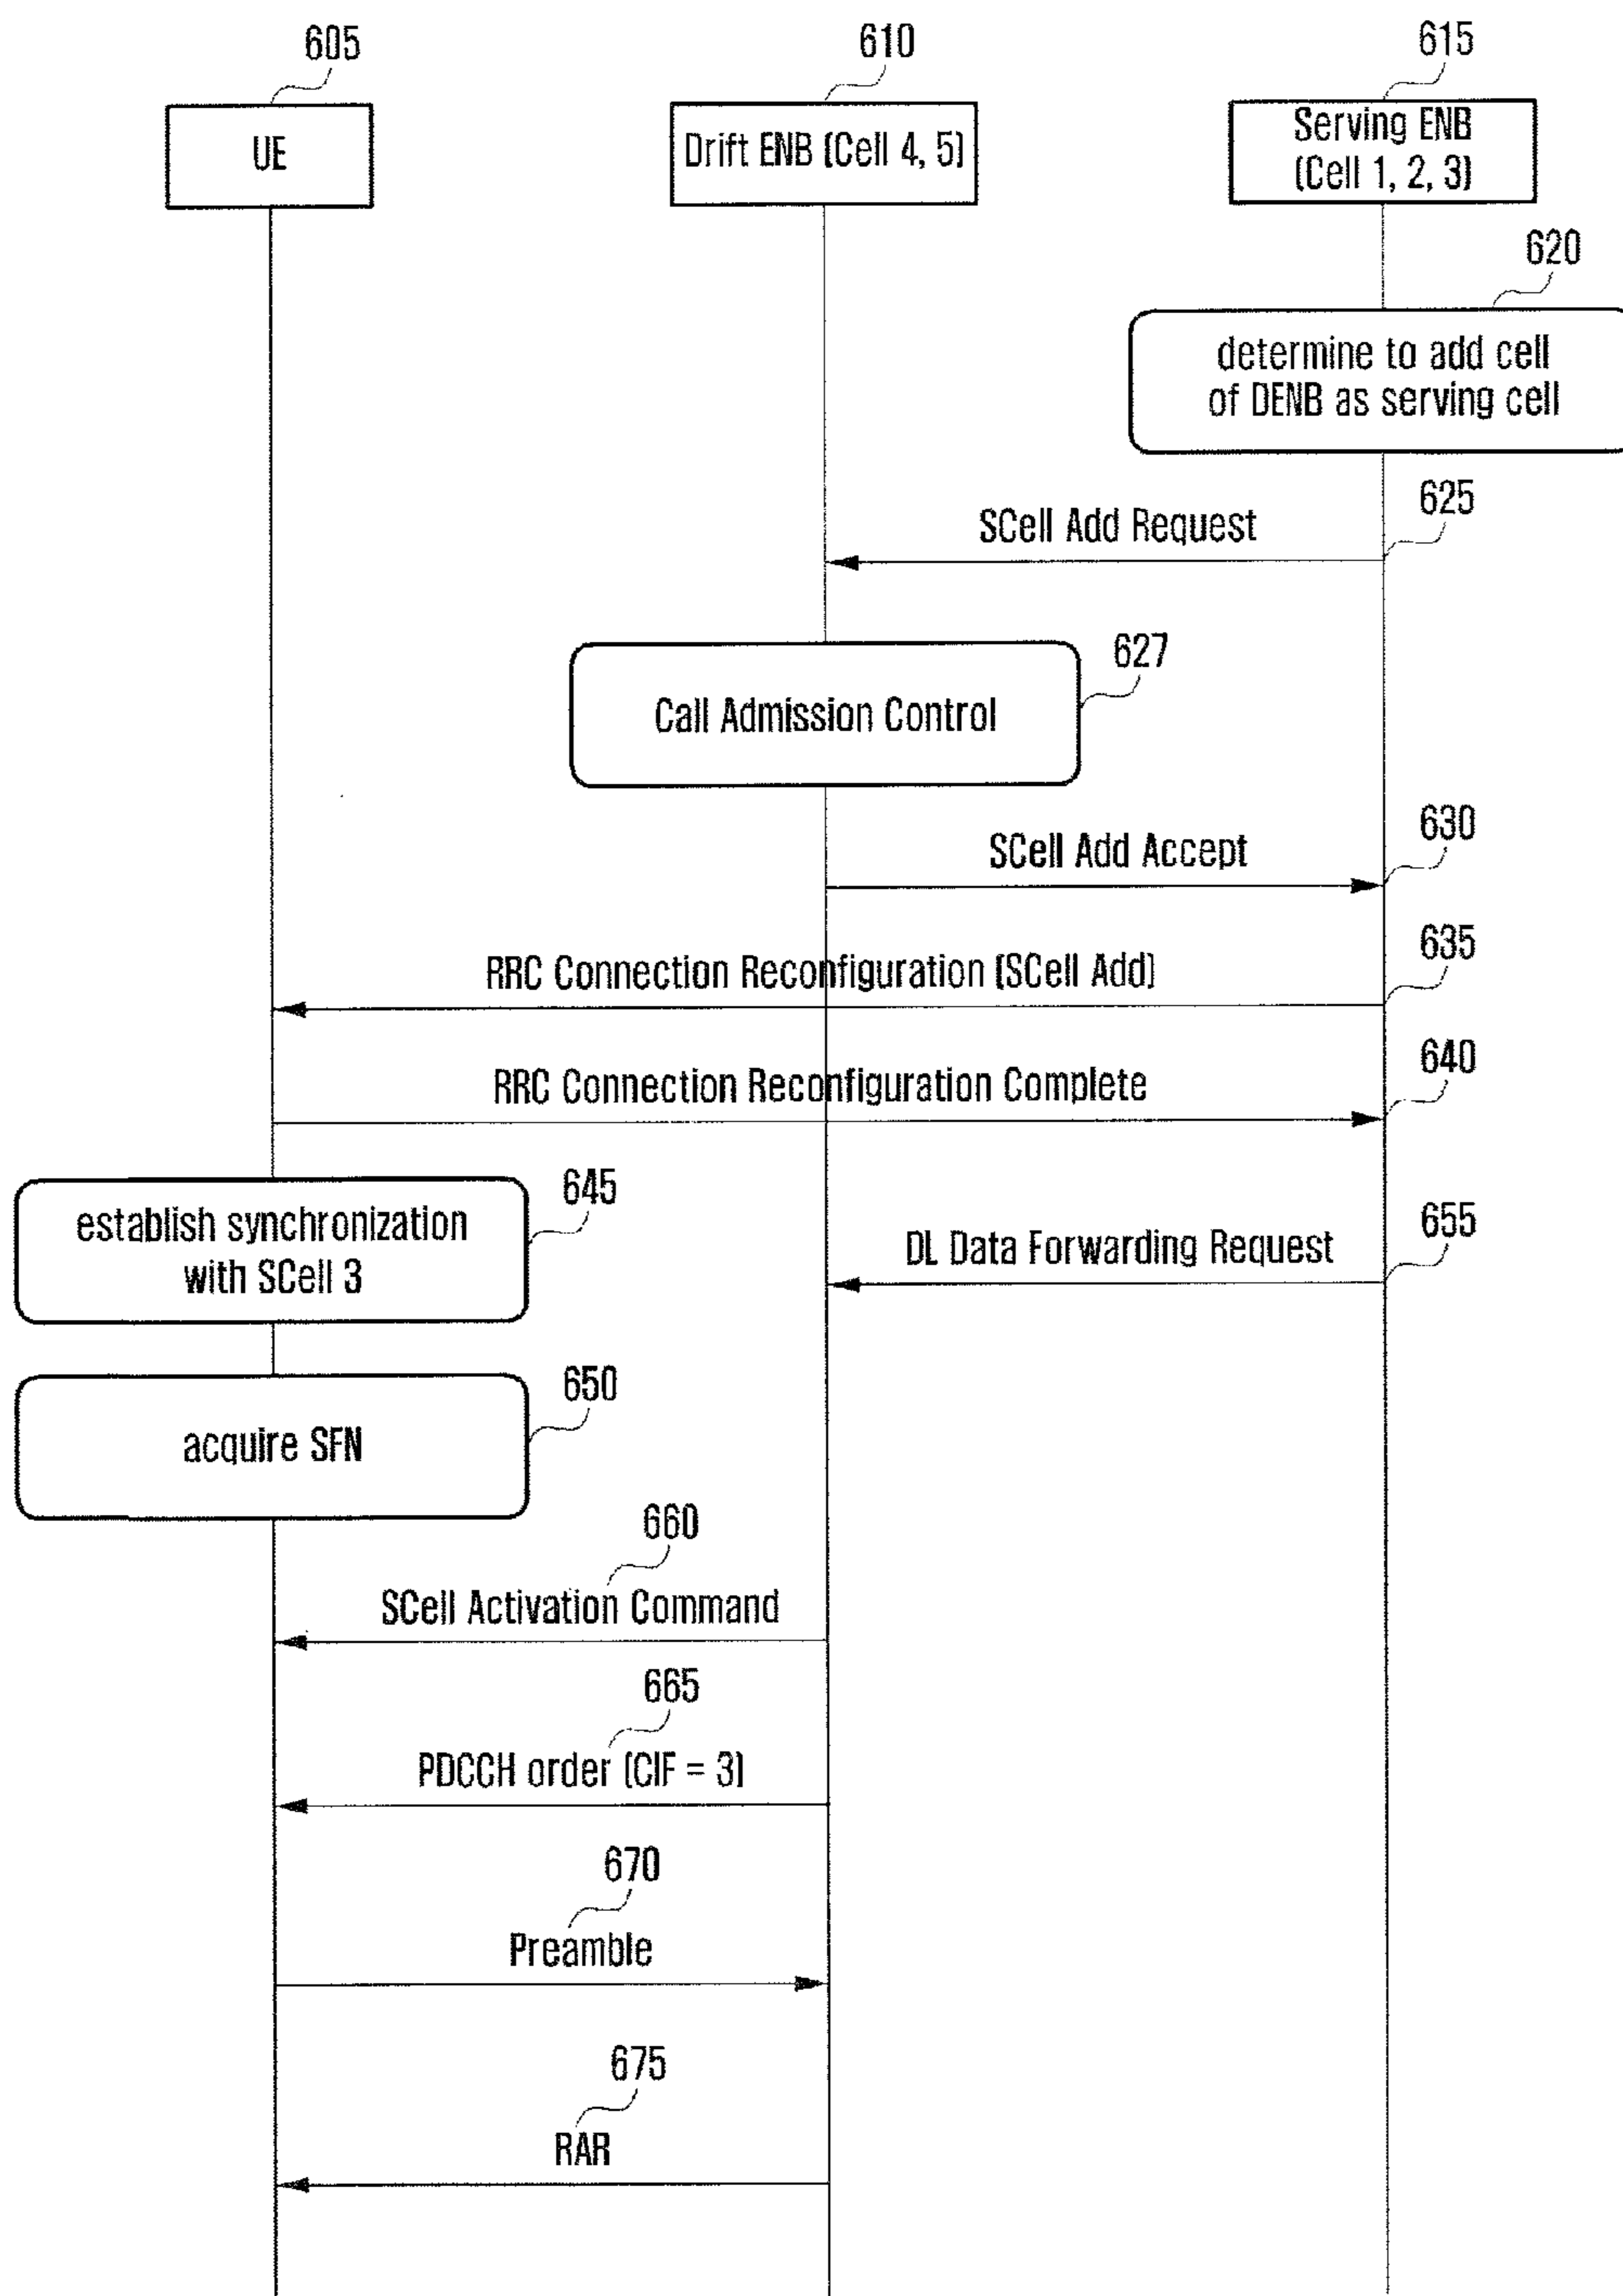 605
610
615
UE
Drift ENB (Cell 4, 5)
Serving ENB
(Cell 1, 2, 3)
620
determine to add cell
of DENB as serving cell
625
SCell Add Request
627
Call Admission Control
630
SCell Add Accept
635
RRC Connection Reconfiguration (SCell Add)
640
RRC Connection Reconfiguration Complete
645
establish synchronization
with SCell 3
655
DL Data Forwarding Request
650
acquire SFN
660
SCell Activation Command
665
PDCCH order (CIF = 3)
670
Preamble
675
RAR